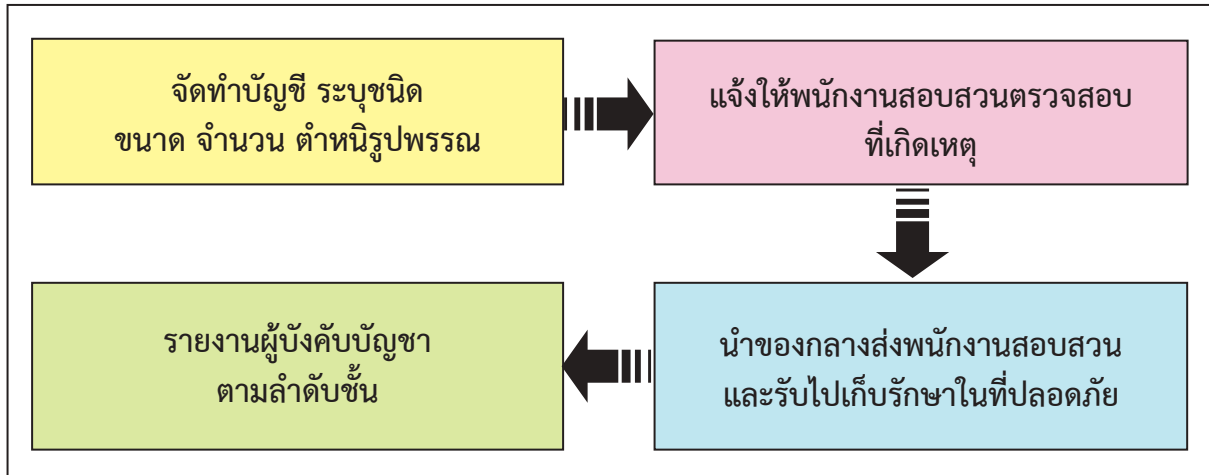 จัดทำบัญชี ระบุชนิด
ขนาด จำนวน ตำหนิรูปพรรณ
แจ้งให้พนักงานสอบสวนตรวจสอบ
ที่เกิดเหตุ
นำของกลางส่งพนักงานสอบสวน
และรับไปเก็บรักษาในที่ปลอดภัย
รายงานผู้บังคับบัญชา
ตามลำดับชั้น